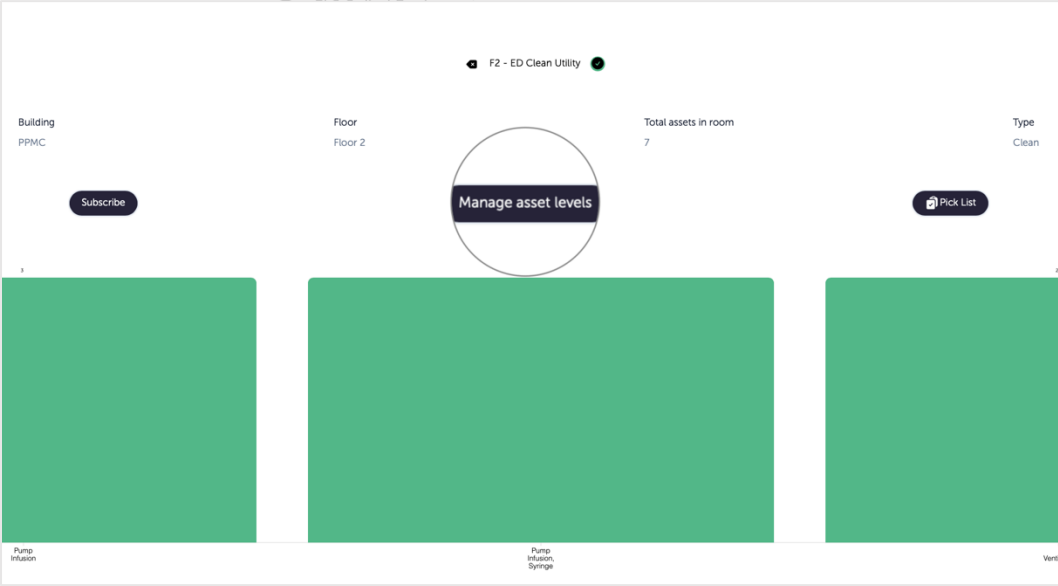 F2 - ED Clean Utility
Building
Floor
Total assets in room
Type
PPMC
Floor 2
7
Clean
Subscribe
Manage asset levels
Pick List
3
Pump
Infusion
Pump
Infusion,
Syringe
Vent